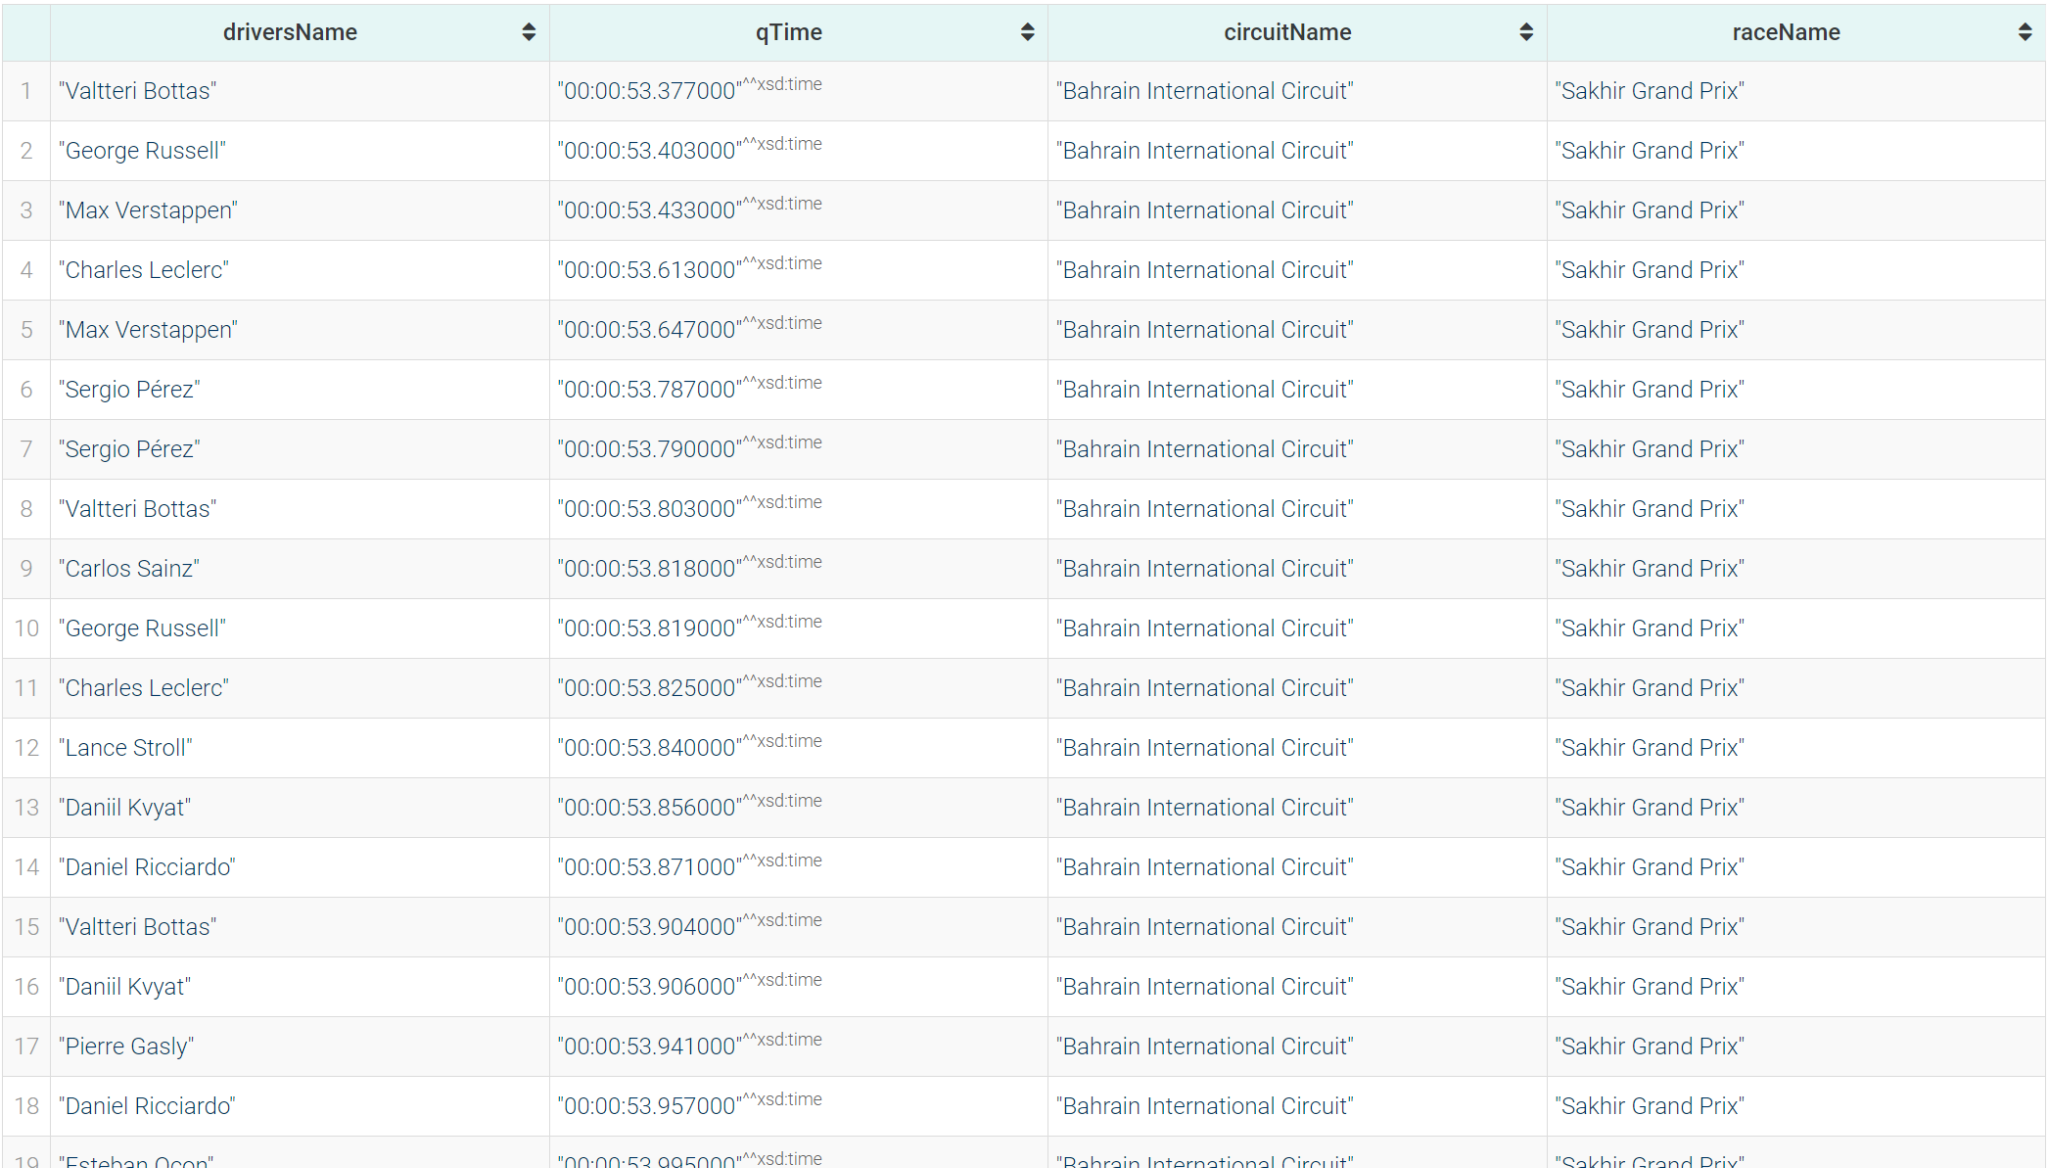 driversName qTime circuitName raceName
1 "Valtteri Bottas" "00:00:53.377000"^^xsd:time "Bahrain International Circuit" "Sakhir Grand Prix"
2 "George Russell" "00:00:53.403000"^^xsd:time "Bahrain International Circuit" "Sakhir Grand Prix"
3 "Max Verstappen" "00:00:53.433000"^^xsd:time "Bahrain International Circuit" "Sakhir Grand Prix"
4 "Charles Leclerc" "00:00:53.613000"^^xsd:time "Bahrain International Circuit" "Sakhir Grand Prix"
5 "Max Verstappen" "00:00:53.647000"^^xsd:time "Bahrain International Circuit" "Sakhir Grand Prix"
6 "Sergio Pérez" "00:00:53.787000"^^xsd:time "Bahrain International Circuit" "Sakhir Grand Prix"
7 "Sergio Pérez" "00:00:53.790000"^^xsd:time "Bahrain International Circuit" "Sakhir Grand Prix"
8 "Valtteri Bottas" "00:00:53.803000"^^xsd:time "Bahrain International Circuit" "Sakhir Grand Prix"
9 "Carlos Sainz" "00:00:53.818000"^^xsd:time "Bahrain International Circuit" "Sakhir Grand Prix"
10 "George Russell" "00:00:53.819000"^^xsd:time "Bahrain International Circuit" "Sakhir Grand Prix"
11 "Charles Leclerc" "00:00:53.825000"^^xsd:time "Bahrain International Circuit" "Sakhir Grand Prix"
12 "Lance Stroll" "00:00:53.840000"^^xsd:time "Bahrain International Circuit" "Sakhir Grand Prix"
13 "Daniil Kvyat" "00:00:53.856000"^^xsd:time "Bahrain International Circuit" "Sakhir Grand Prix"
14 "Daniel Ricciardo" "00:00:53.871000"^^xsd:time "Bahrain International Circuit" "Sakhir Grand Prix"
15 "Valtteri Bottas" "00:00:53.904000"^^xsd:time "Bahrain International Circuit" "Sakhir Grand Prix"
16 "Daniil Kvyat" "00:00:53.906000"^^xsd:time "Bahrain International Circuit" "Sakhir Grand Prix"
17 "Pierre Gasly" "00:00:53.941000"^^xsd:time "Bahrain International Circuit" "Sakhir Grand Prix"
18 "Daniel Ricciardo" "00:00:53.957000"^^xsd:time "Bahrain International Circuit" "Sakhir Grand Prix"
19 "Esteban Ocon" "00:00:53.995000"^^xsd:time "Bahrain International Circuit" "Sakhir Grand Prix"